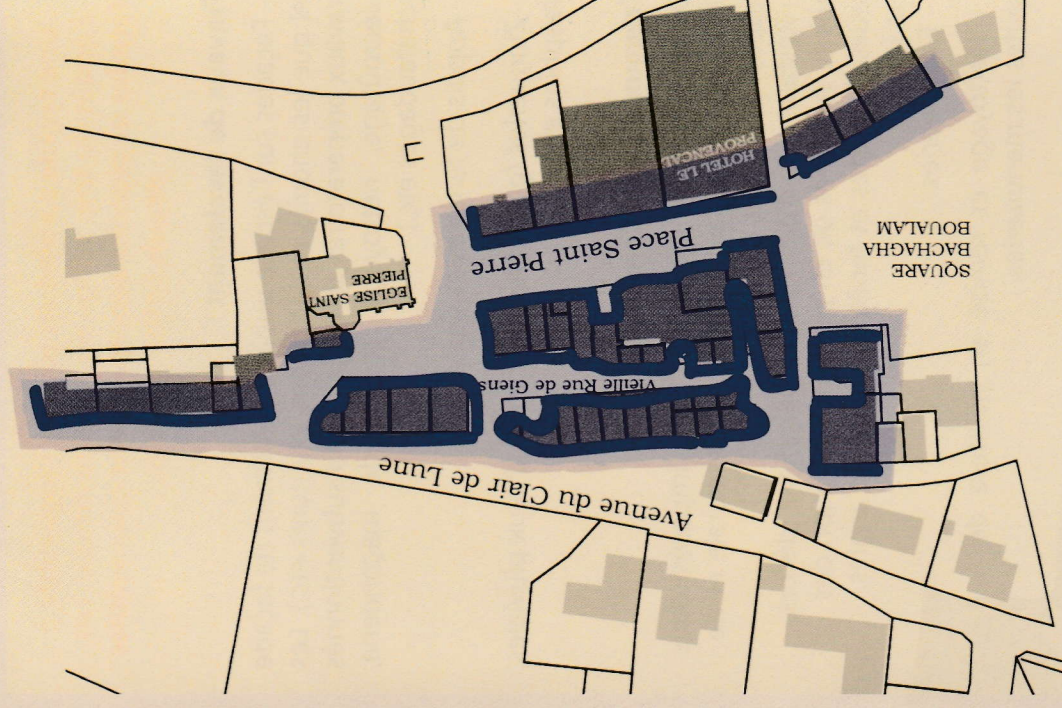 Avenue du Clair de Lune
Vieille Rue de Giens
EGLISE SAINT
PIERRE
SQUARE
BACHAGHA
BOUALAM
Place Saint Pierre
HOTEL LE
PROVENCAL